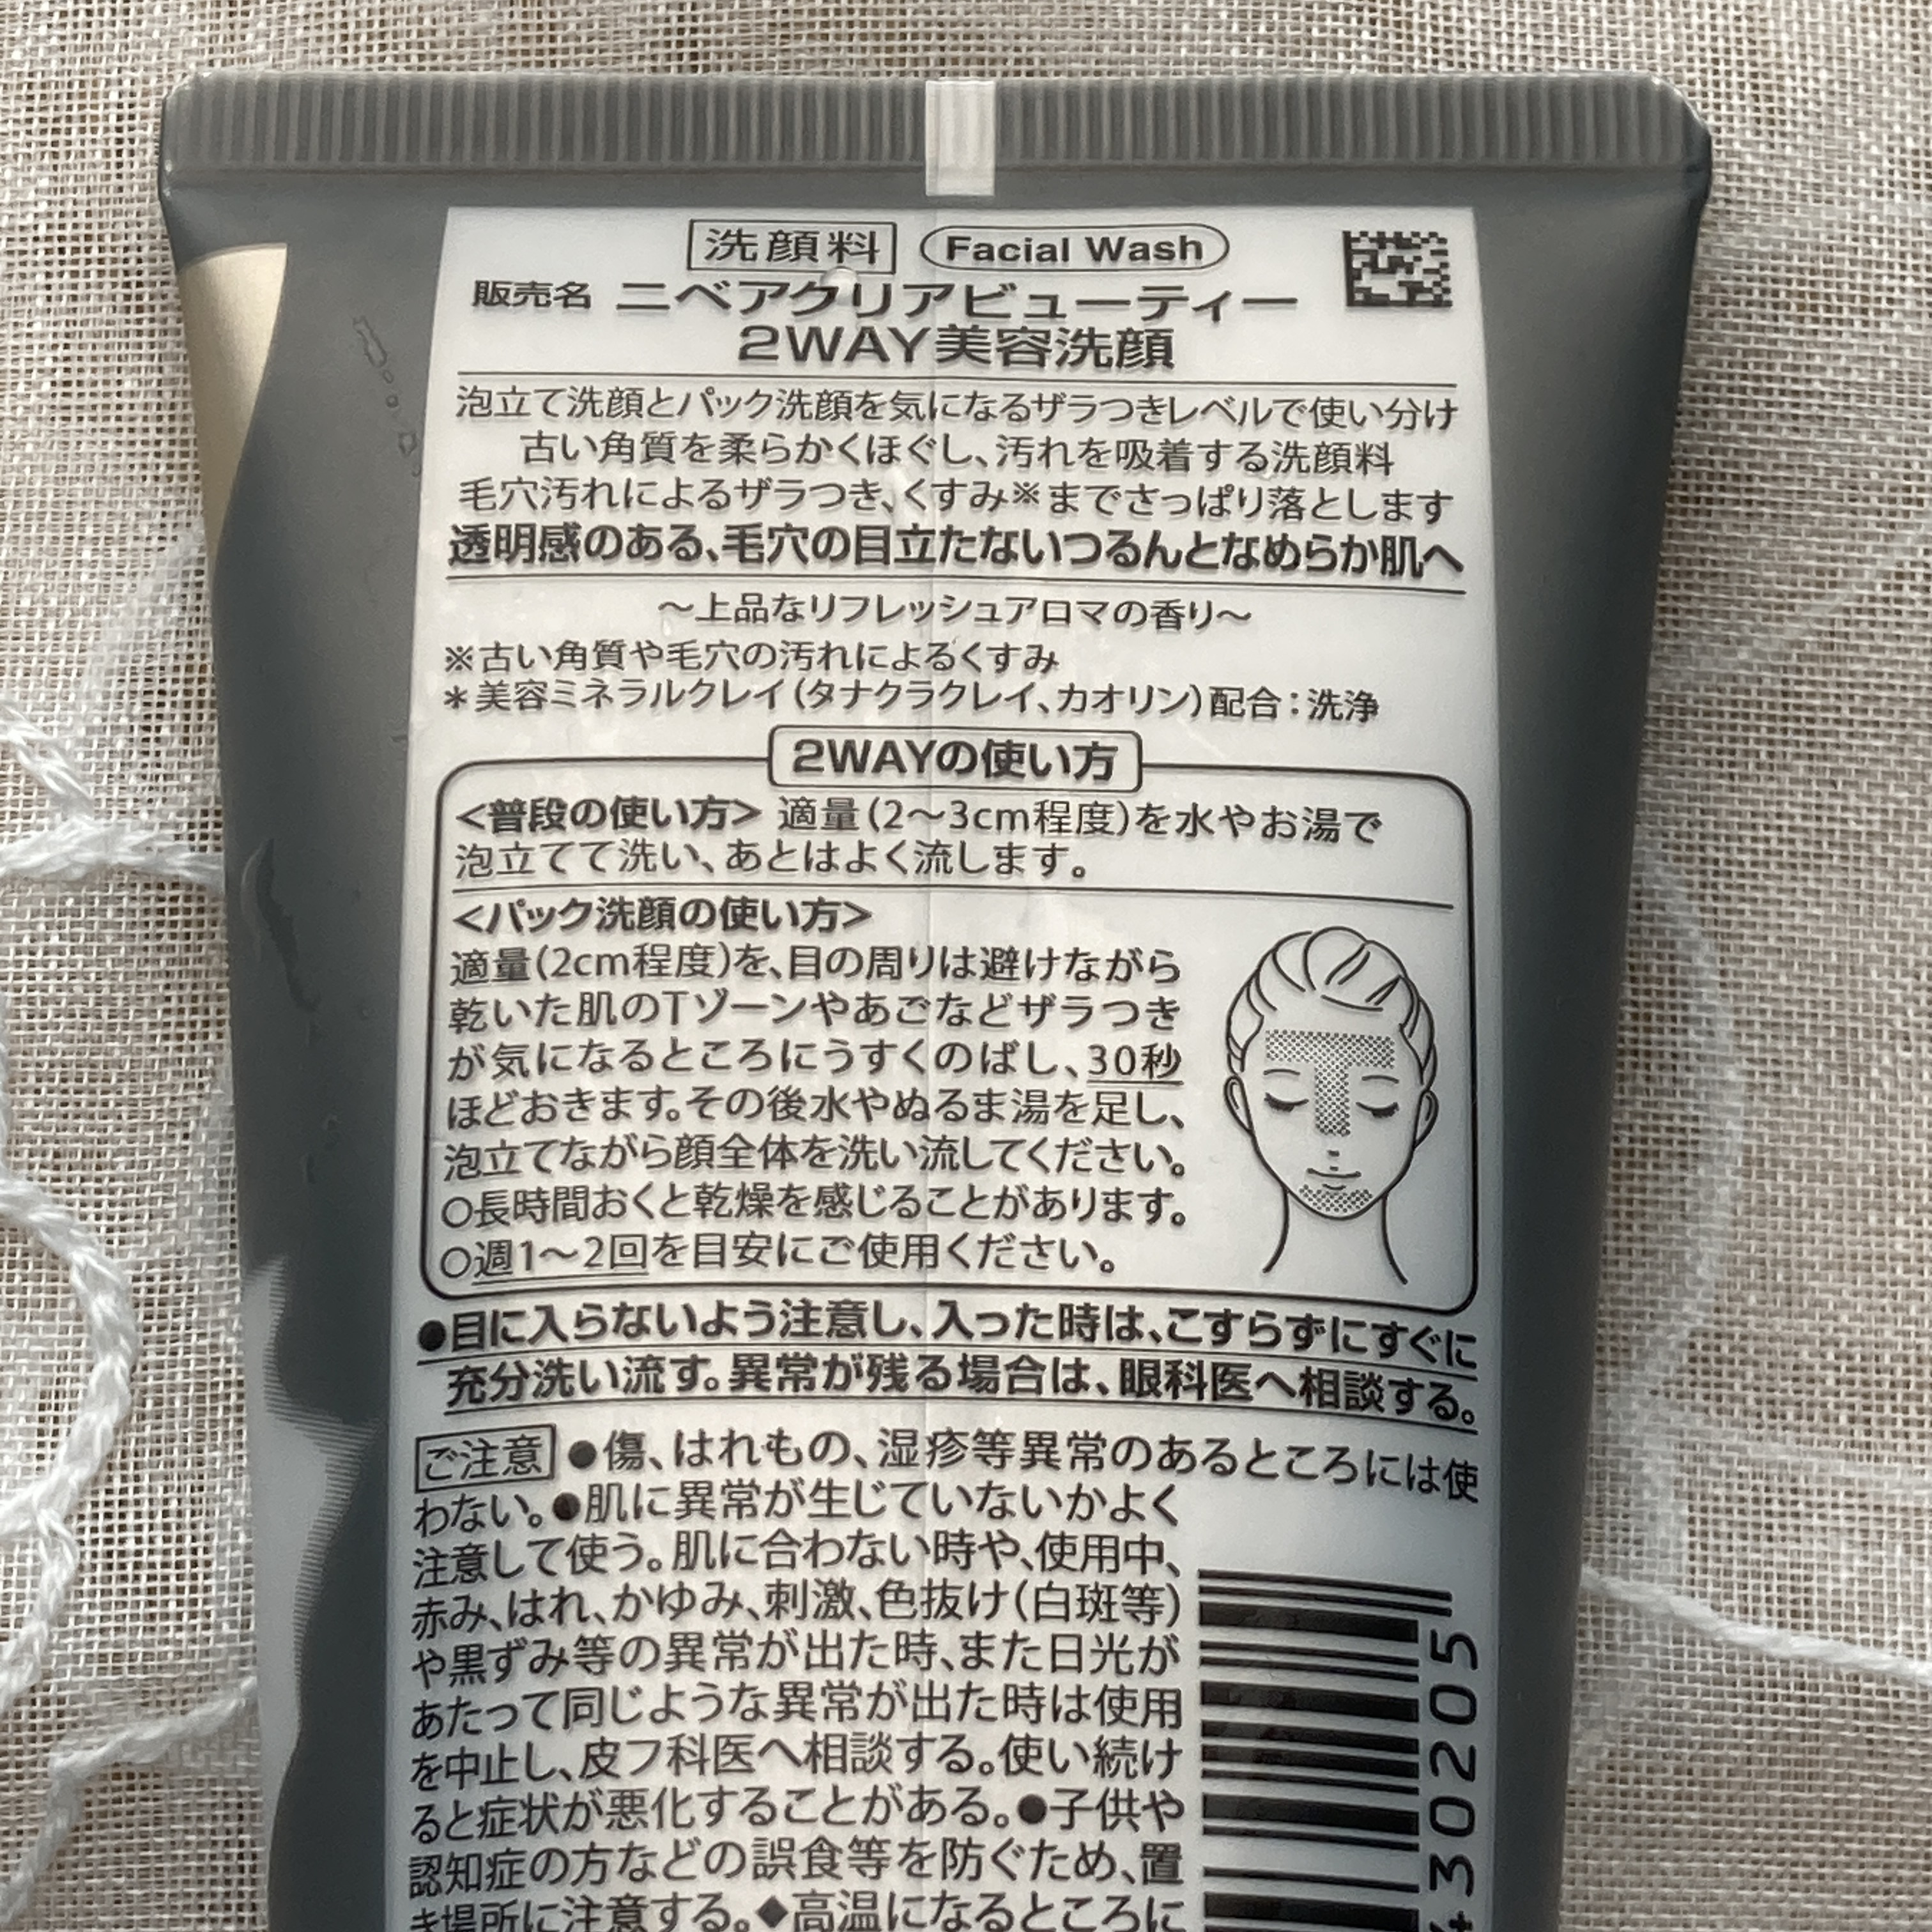 洗顔料 Facial Wash
販売名 ニベアクリアビューティー
2WAY美容洗顔
泡立て洗顔とパック洗顔を気になるザラつきレベルで使い分け
古い角質を柔らかくほぐし、汚れを吸着する洗顔料
毛穴汚れによるザラつき、くすみ※までさっぱり落とします
透明感のある、毛穴の目立たないつるんとなめらか肌へ
〜上品なリフレッシュアロマの香り〜
※古い角質や毛穴の汚れによるくすみ
＊美容ミネラルクレイ（タナクラクレイ、カオリン）配合：洗浄
2WAYの使い方
<普段の使い方> 適量（2〜3cm程度）を水やお湯で
泡立てて洗い、あとはよく流します。
<パック洗顔の使い方>
適量（2cm程度）を、目の周りは避けながら
乾いた肌のTゾーンやあごなどザラつき
が気になるところにうすくのばし、30秒
ほどおきます。その後水やぬるま湯を足し、
泡立てながら顔全体を洗い流してください。
○長時間おくと乾燥を感じることがあります。
○週1〜2回を目安にご使用ください。
●目に入らないよう注意し、入った時は、こすらずにすぐに
充分洗い流す。異常が残る場合は、眼科医へ相談する。
ご注意 ●傷、はれもの、湿疹等異常のあるところには使
わない。●肌に異常が生じていないかよく
注意して使う。肌に合わない時や、使用中、
赤み、はれ、かゆみ、刺激、色抜け（白斑等）
や黒ずみ等の異常が出た時、また日光が
あたって同じような異常が出た時は使用
を中止し、皮フ科医へ相談する。使い続け
ると症状が悪化することがある。●子供や
認知症の方などの誤食等を防ぐため、置
き場所に注意する。◆高温になるところに
430205